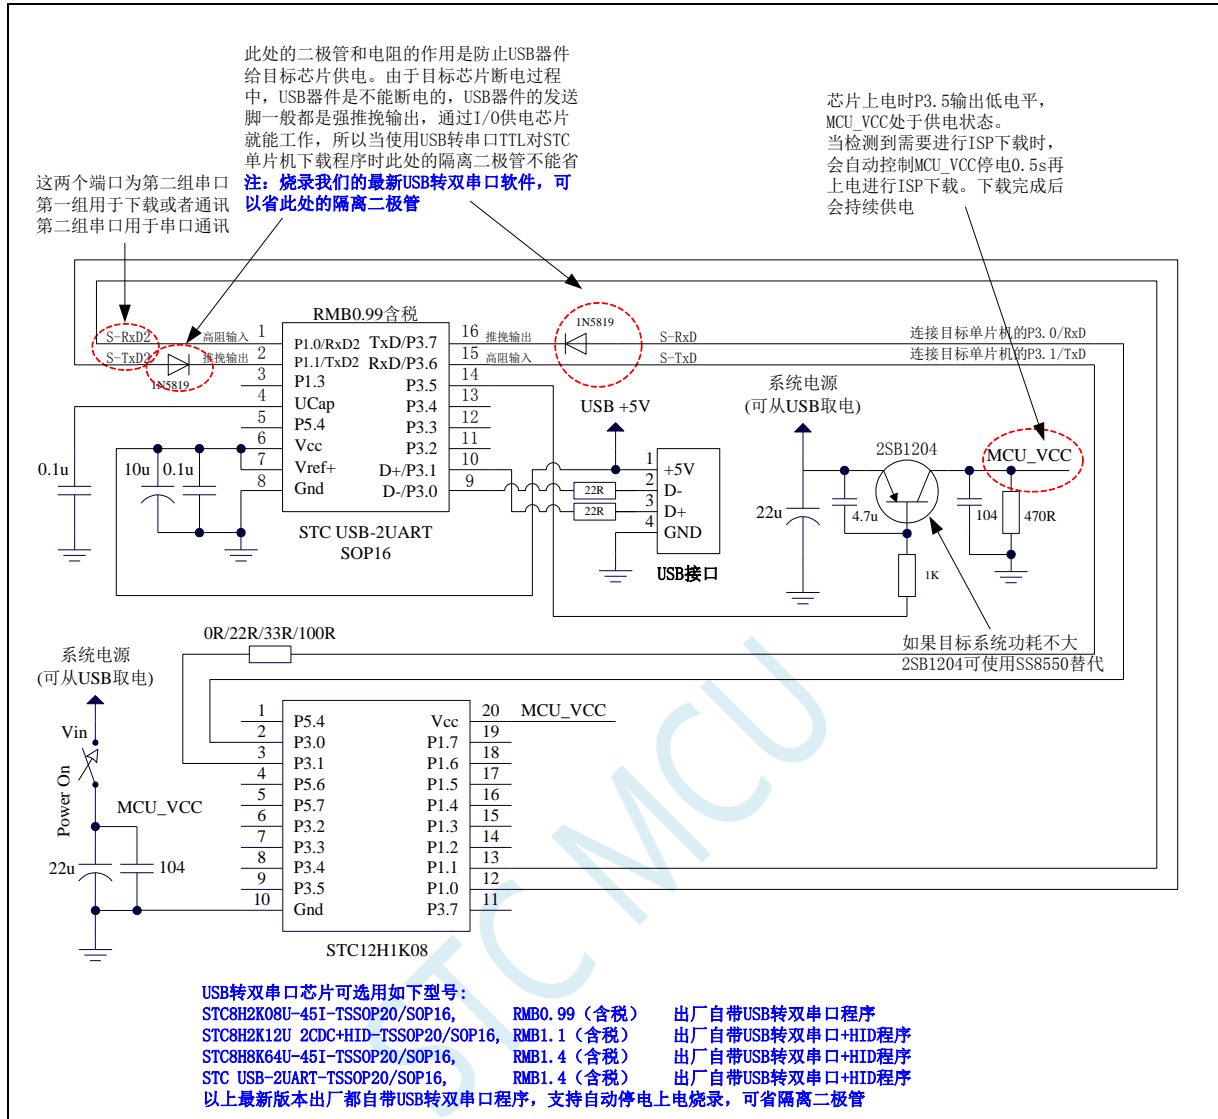 此处的二极管和电阻的作用是防止USB器件
给目标芯片供电。由于目标芯片断电过程
中，USB器件是不能断电的，USB器件的发送
脚一般都是强推挽输出，通过I/O供电芯片
就能工作，所以当使用USB转串口TTL对STC
单片机下载程序时此处的隔离二极管不能省
注：烧录我们的最新USB转双串口软件，可
以省此处的隔离二极管
芯片上电时P3.5输出低电平，
MCU_VCC处于供电状态。
当检测到需要进行ISP下载时，
会自动控制MCU_VCC停电0.5s再
上电进行ISP下载。下载完成后
会持续供电
这两个端口为第二组串口
第一组用于下载或者通讯
第二组串口用于串口通讯
RMB0.99含税
S-RxD2
高阻输入
1
P1.0/RxD2
TxD/P3.7
16
推挽输出
1N5819
S-RxD
连接目标单片机的P3.0/RxD
S-TxD2
1N5819
推挽输出
2
P1.1/TxD2
RxD/P3.6
15
高阻输入
S-TxD
连接目标单片机的P3.1/TxD
3
P1.3
P3.5
14
4
UCap
P3.4
13
5
P5.4
P3.3
12
6
Vcc
P3.2
11
7
Vref+
D+/P3.1
10
8
Gnd
D-/P3.0
9
STC USB-2UART
SOP16
0.1u
10u
0.1u
USB +5V
22R
22R
1
+5V
2
D-
3
D+
4
GND
USB接口
系统电源
(可从USB取电)
2SB1204
MCU_VCC
22u
4.7u
104
470R
1K
如果目标系统功耗不大
2SB1204可使用SS8550替代
0R/22R/33R/100R
系统电源
(可从USB取电)
Vin
Power On
MCU_VCC
22u
104
1
P5.4
Vcc
20
MCU_VCC
2
P3.0
P1.7
19
3
P3.1
P1.6
18
4
P5.6
P1.5
17
5
P5.7
P1.4
16
6
P3.2
P1.3
15
7
P3.3
P1.2
14
8
P3.4
P1.1
13
9
P3.5
P1.0
12
10
Gnd
P3.7
11
STC12H1K08
STC MCU
USB转双串口芯片可选用如下型号：
STC8H2K08U-45I-TSSOP20/SOP16, RMB0.99（含税） 出厂自带USB转双串口程序
STC8H2K12U 2CDC+HID-TSSOP20/SOP16, RMB1.1（含税） 出厂自带USB转双串口+HID程序
STC8H8K64U-45I-TSSOP20/SOP16, RMB1.4（含税） 出厂自带USB转双串口+HID程序
STC USB-2UART-TSSOP20/SOP16, RMB1.4（含税） 出厂自带USB转双串口+HID程序
以上最新版本出厂都自带USB转双串口程序，支持自动停电上电烧录，可省隔离二极管